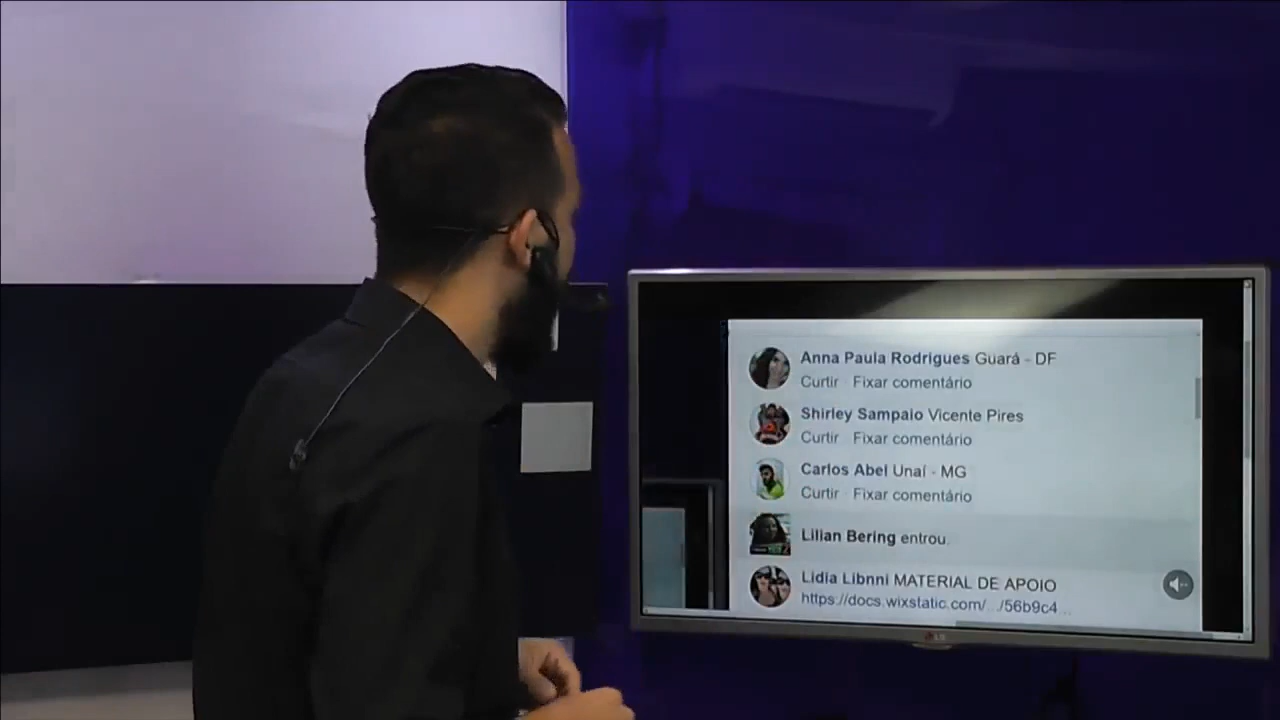 Anna Paula Rodrigues Guará - DF
Curtir · Fixar comentário
Shirley Sampaio Vicente Pires
Curtir · Fixar comentário
Carlos Abel Unaí - MG
Curtir · Fixar comentário
Lilian Bering entrou.
Lidia Libnni MATERIAL DE APOIO
https://docs.wixstatic.com/.../56b9c4...
LG